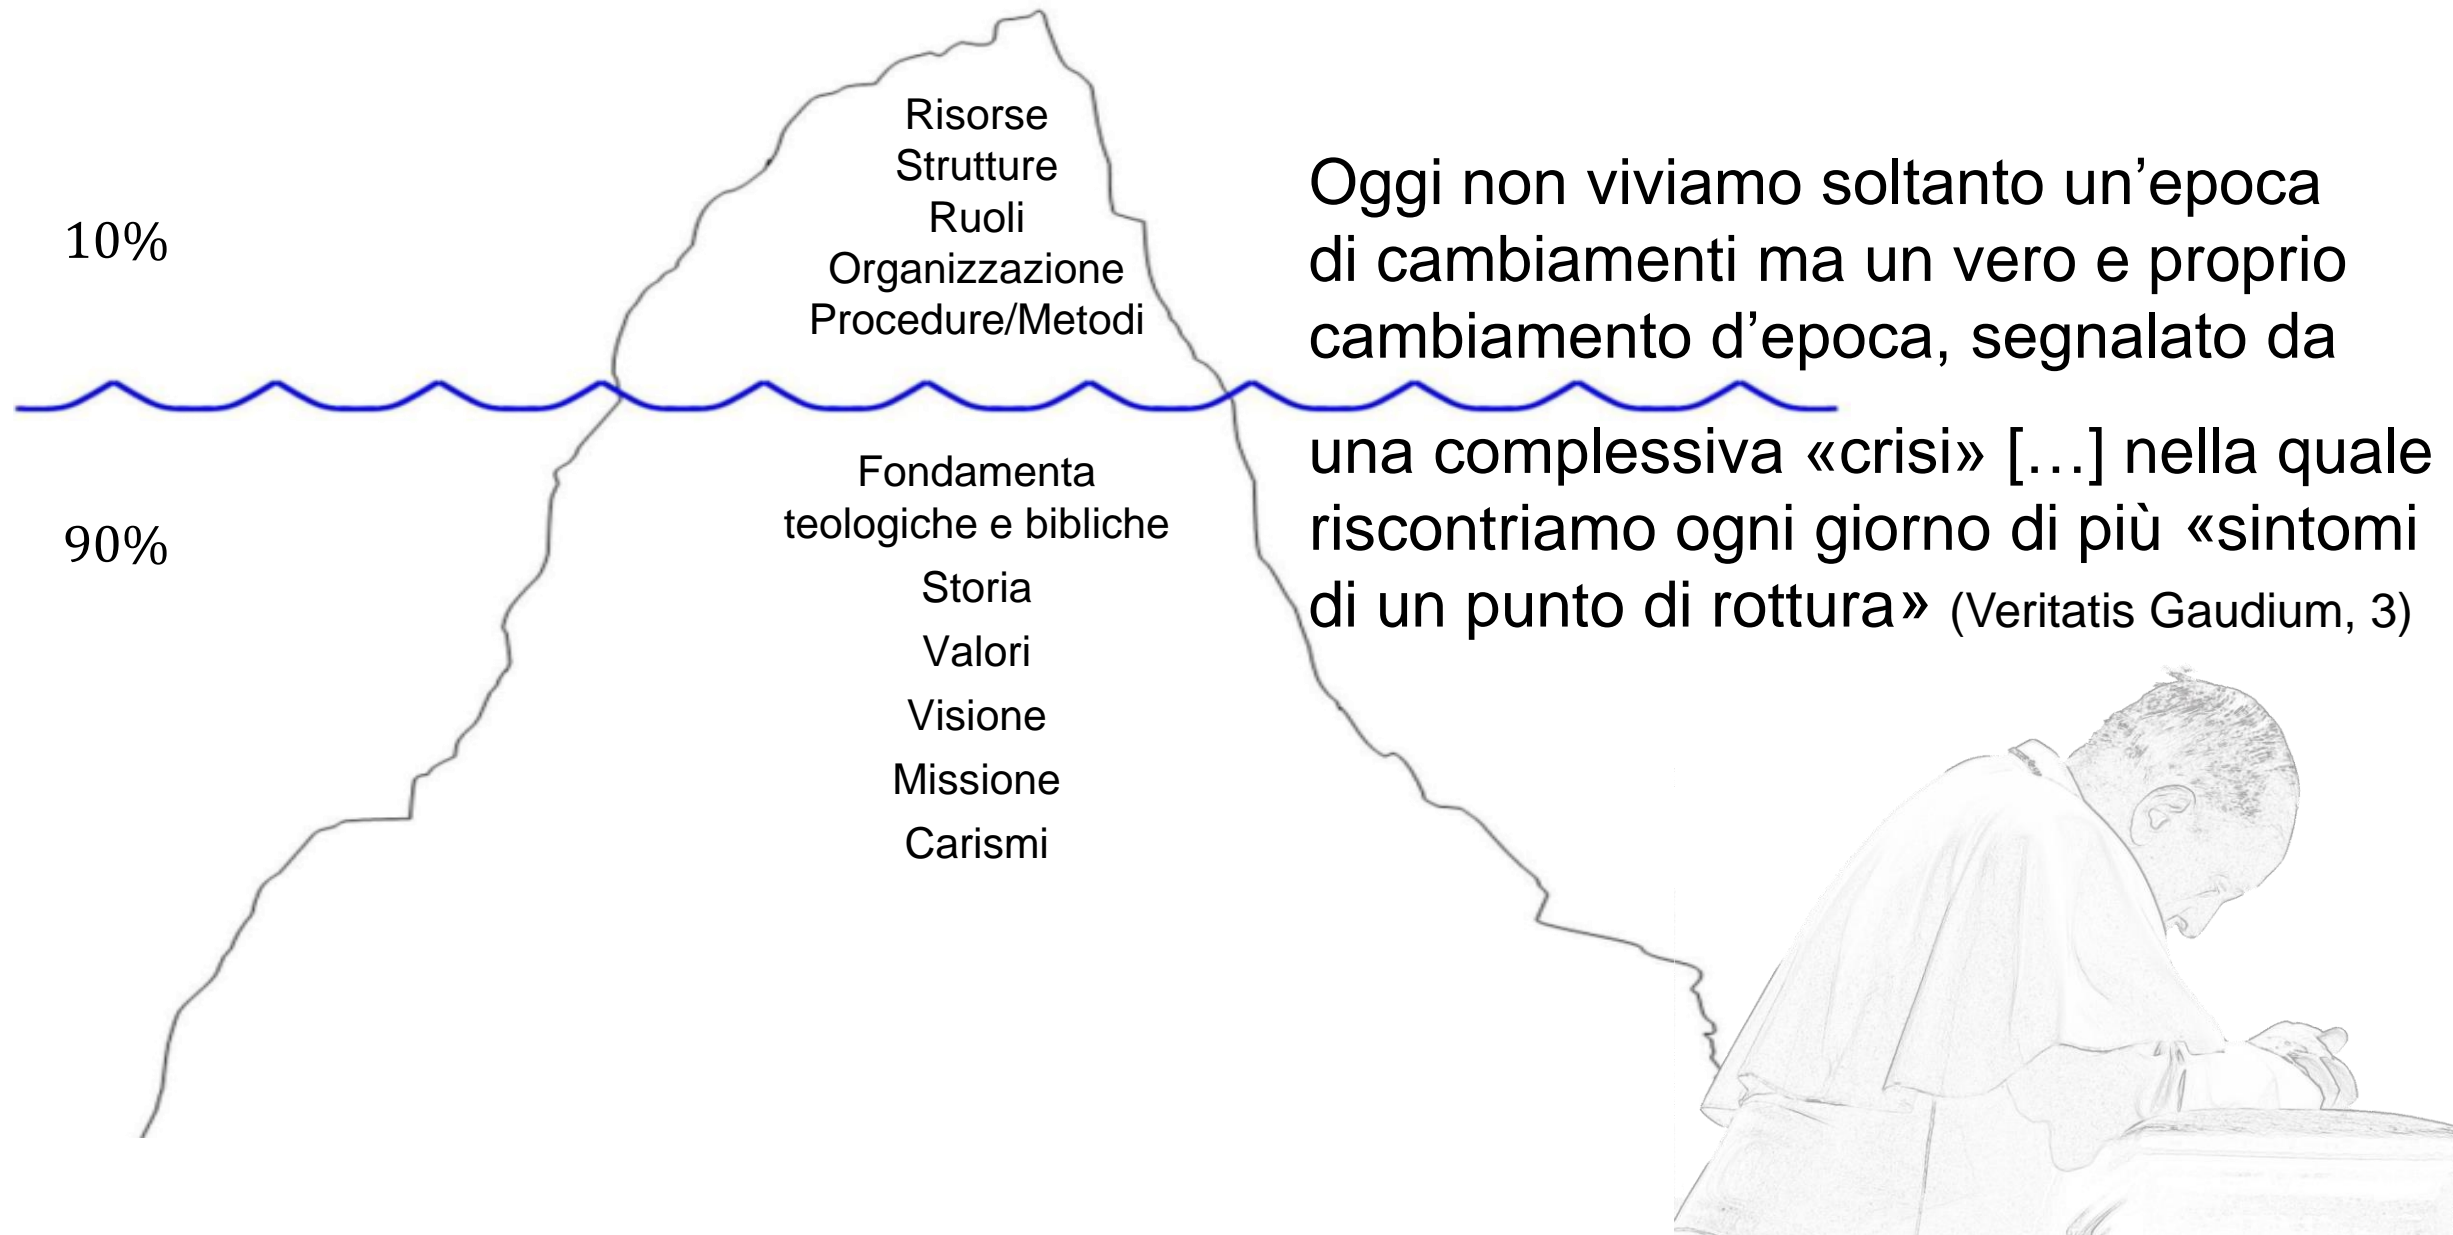 10%
Risorse
Strutture
Ruoli
Organizzazione
Procedure/Metodi
90%
Fondamenta
teologiche e bibliche
Storia
Valori
Visione
Missione
Carismi
Oggi non viviamo soltanto un’epoca
di cambiamenti ma un vero e proprio
cambiamento d’epoca, segnalato da
una complessiva «crisi» […] nella quale
riscontriamo ogni giorno di più «sintomi
di un punto di rottura» (Veritatis Gaudium, 3)